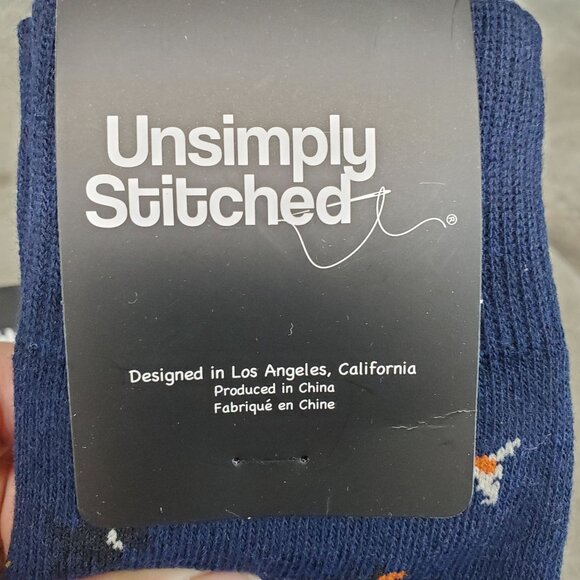 Unsimply
Stitched®
Designed in Los Angeles, California
Produced in China
Fabriqué en Chine